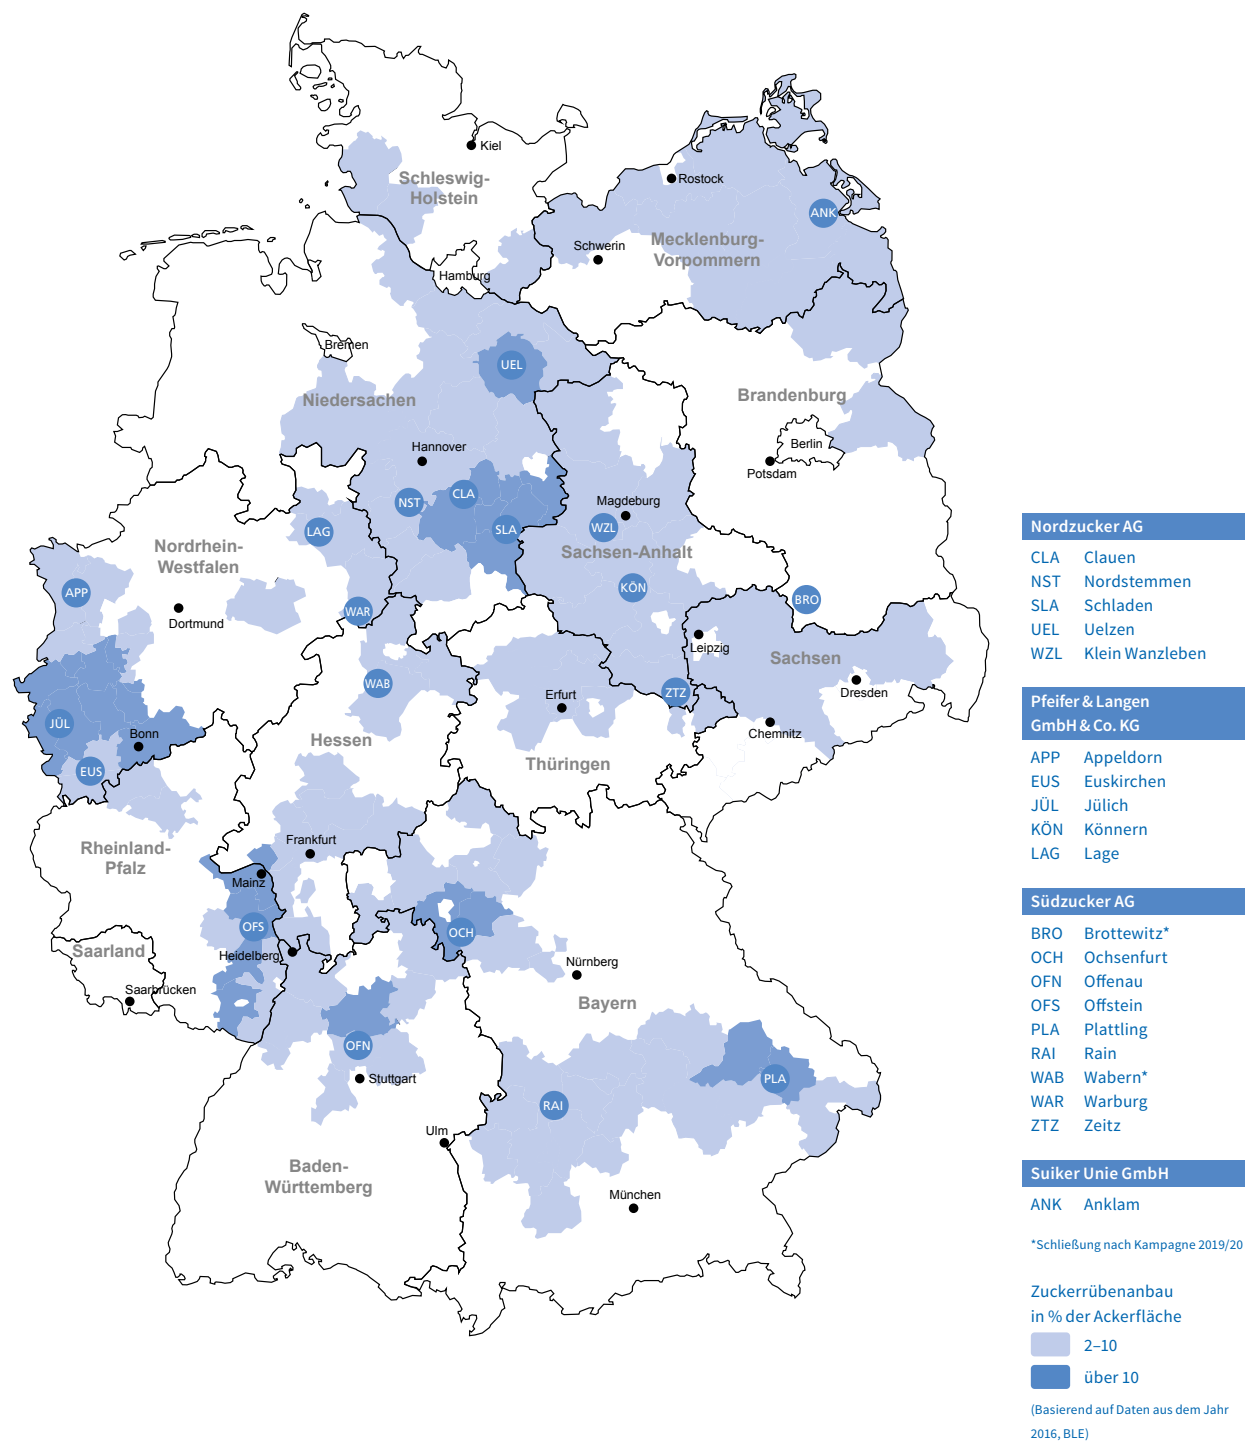 Kiel
Schleswig-
Holstein
Rostock
ANK
Schwerin
Mecklenburg-
Vorpommern
Hamburg
Bremen
UEL
Niedersachen
Brandenburg
Hannover
Berlin
Potsdam
NST
CLA
SLA
Magdeburg
WZL
Sachsen-Anhalt
LAG
Nordrhein-
Westfalen
APP
KÖN
BRO
WAR
Dortmund
Leipzig
Sachsen
WAB
Erfurt
ZTZ
Dresden
JÜL
Bonn
Chemnitz
Hessen
Thüringen
EUS
Rheinland-
Pfalz
Frankfurt
Mainz
OFS
OCH
Saarland
Heidelberg
Nürnberg
Saarbrücken
Bayern
OFN
Stuttgart
PLA
RAI
Ulm
Baden-
Württemberg
München
Nordzucker AG
CLA Clauen
NST Nordstemmen
SLA Schladen
UEL Uelzen
WZL Klein Wanzleben
Pfeifer & Langen
GmbH & Co. KG
APP Appeldorn
EUS Euskirchen
JÜL Jülich
KÖN Könnern
LAG Lage
Südzucker AG
BRO Brottewitz*
OCH Ochsenfurt
OFN Offenau
OFS Offstein
PLA Plattling
RAI Rain
WAB Wabern*
WAR Warburg
ZTZ Zeitz
Suiker Unie GmbH
ANK Anklam
*Schließung nach Kampagne 2019/20
Zuckerrübenanbau
in % der Ackerfläche
2–10
über 10
(Basierend auf Daten aus dem Jahr
2016, BLE)